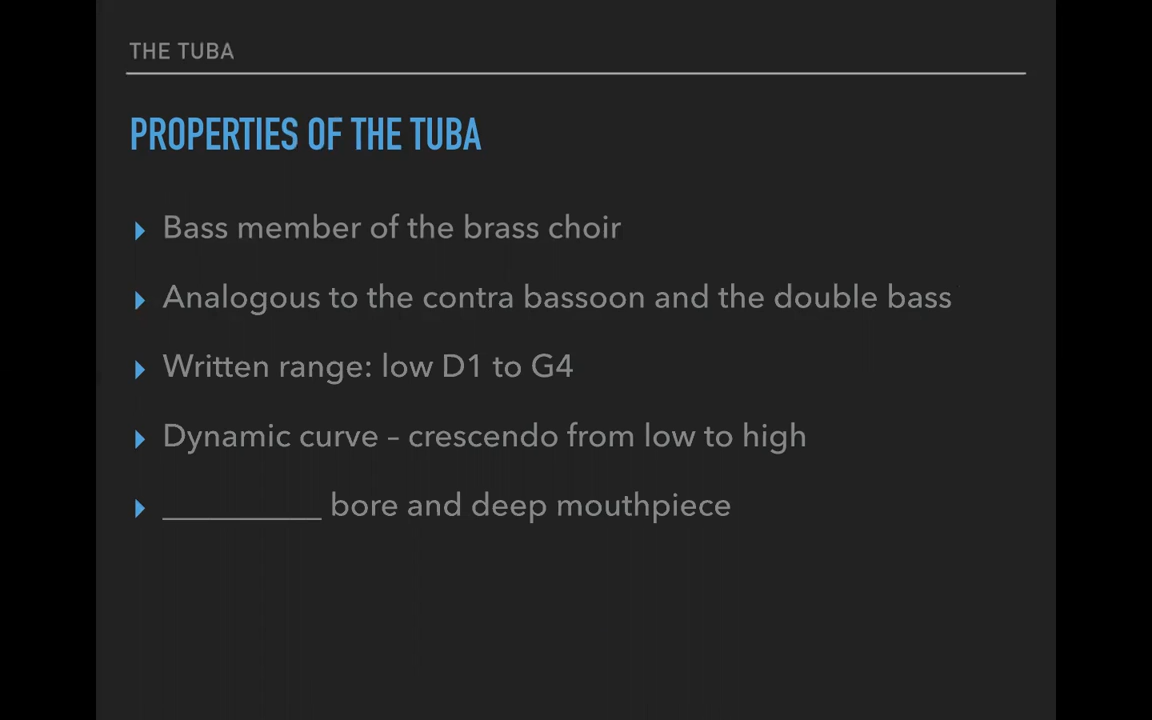 THE TUBA
PROPERTIES OF THE TUBA
Bass member of the brass choir
Analogous to the contra bassoon and the double bass
Written range: low D1 to G4
Dynamic curve – crescendo from low to high
__________ bore and deep mouthpiece